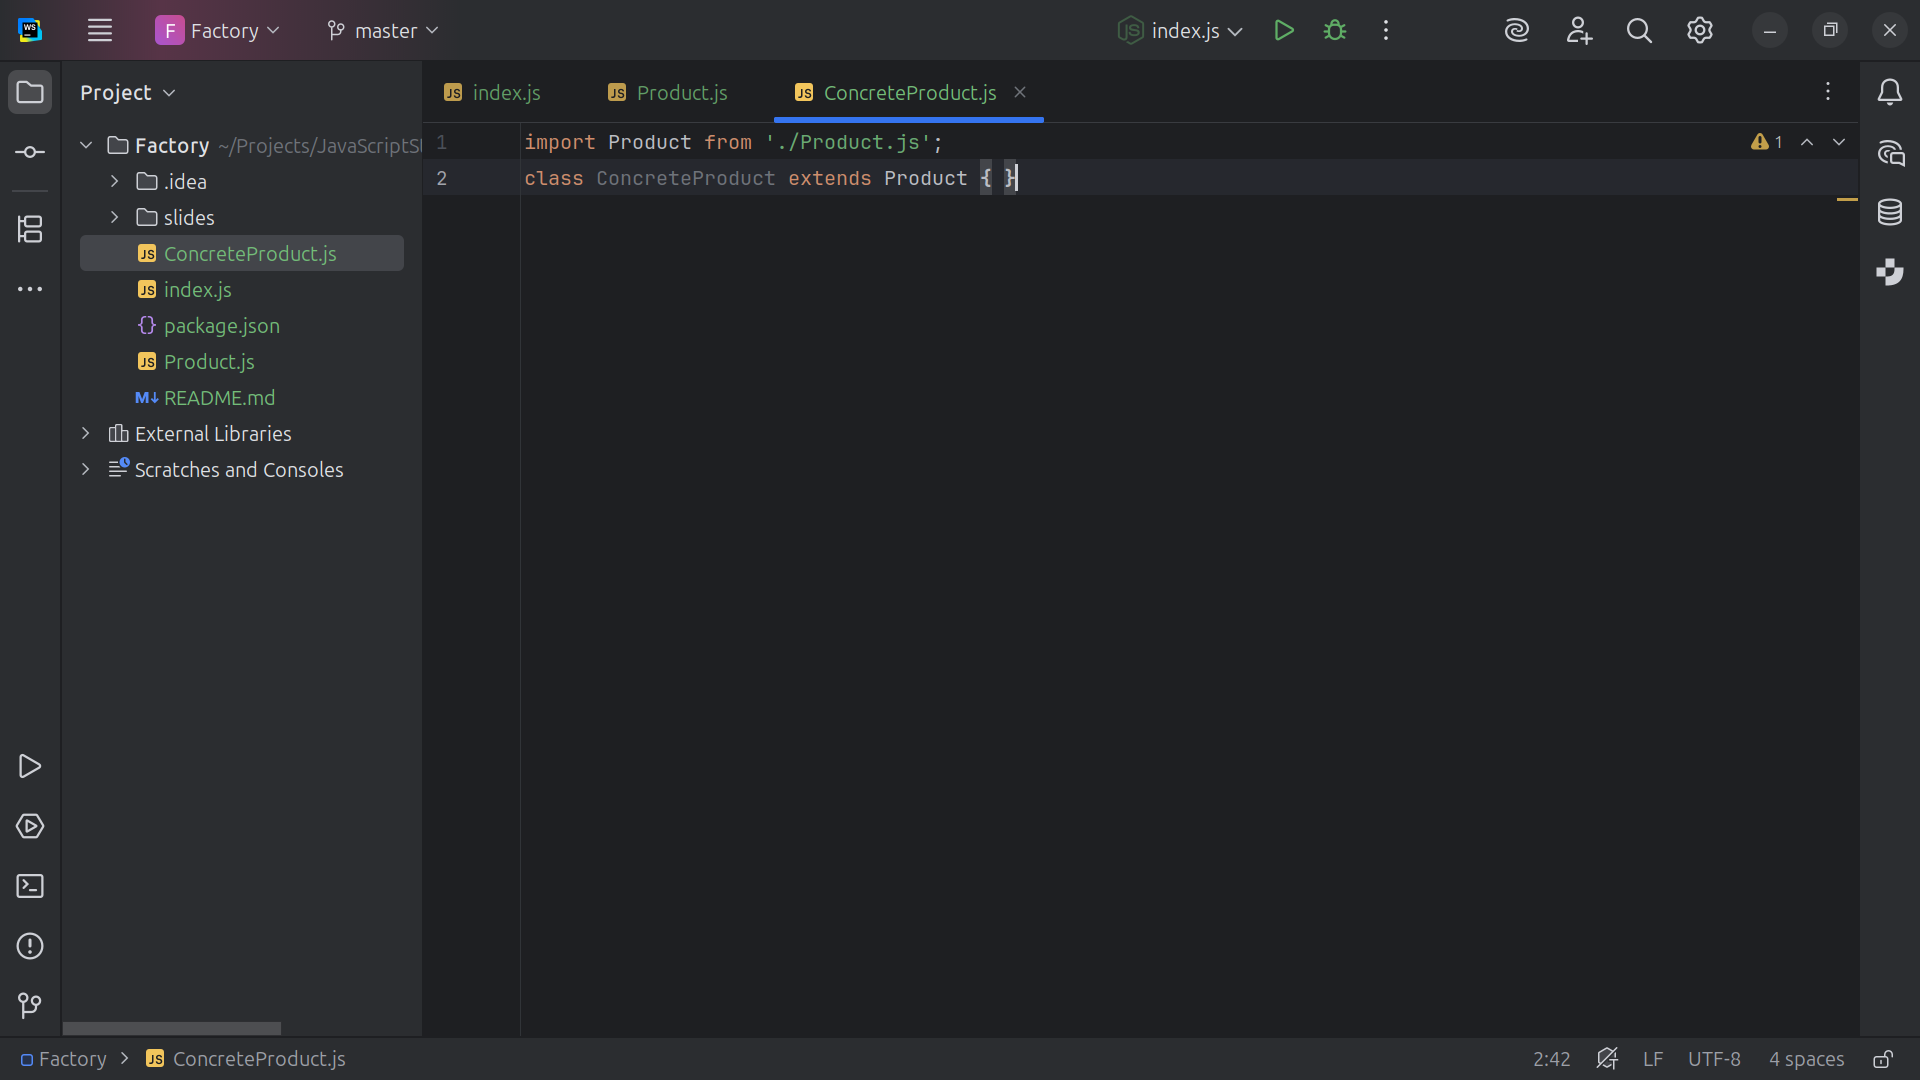 F Factory master index.js
Project
Factory ~/Projects/JavaScriptS
.idea
slides
ConcreteProduct.js
index.js
package.json
Product.js
README.md
External Libraries
Scratches and Consoles
index.js Product.js ConcreteProduct.js
1 import Product from './Product.js';
2 class ConcreteProduct extends Product { }
1
Factory ConcreteProduct.js
2:42 LF UTF-8 4 spaces